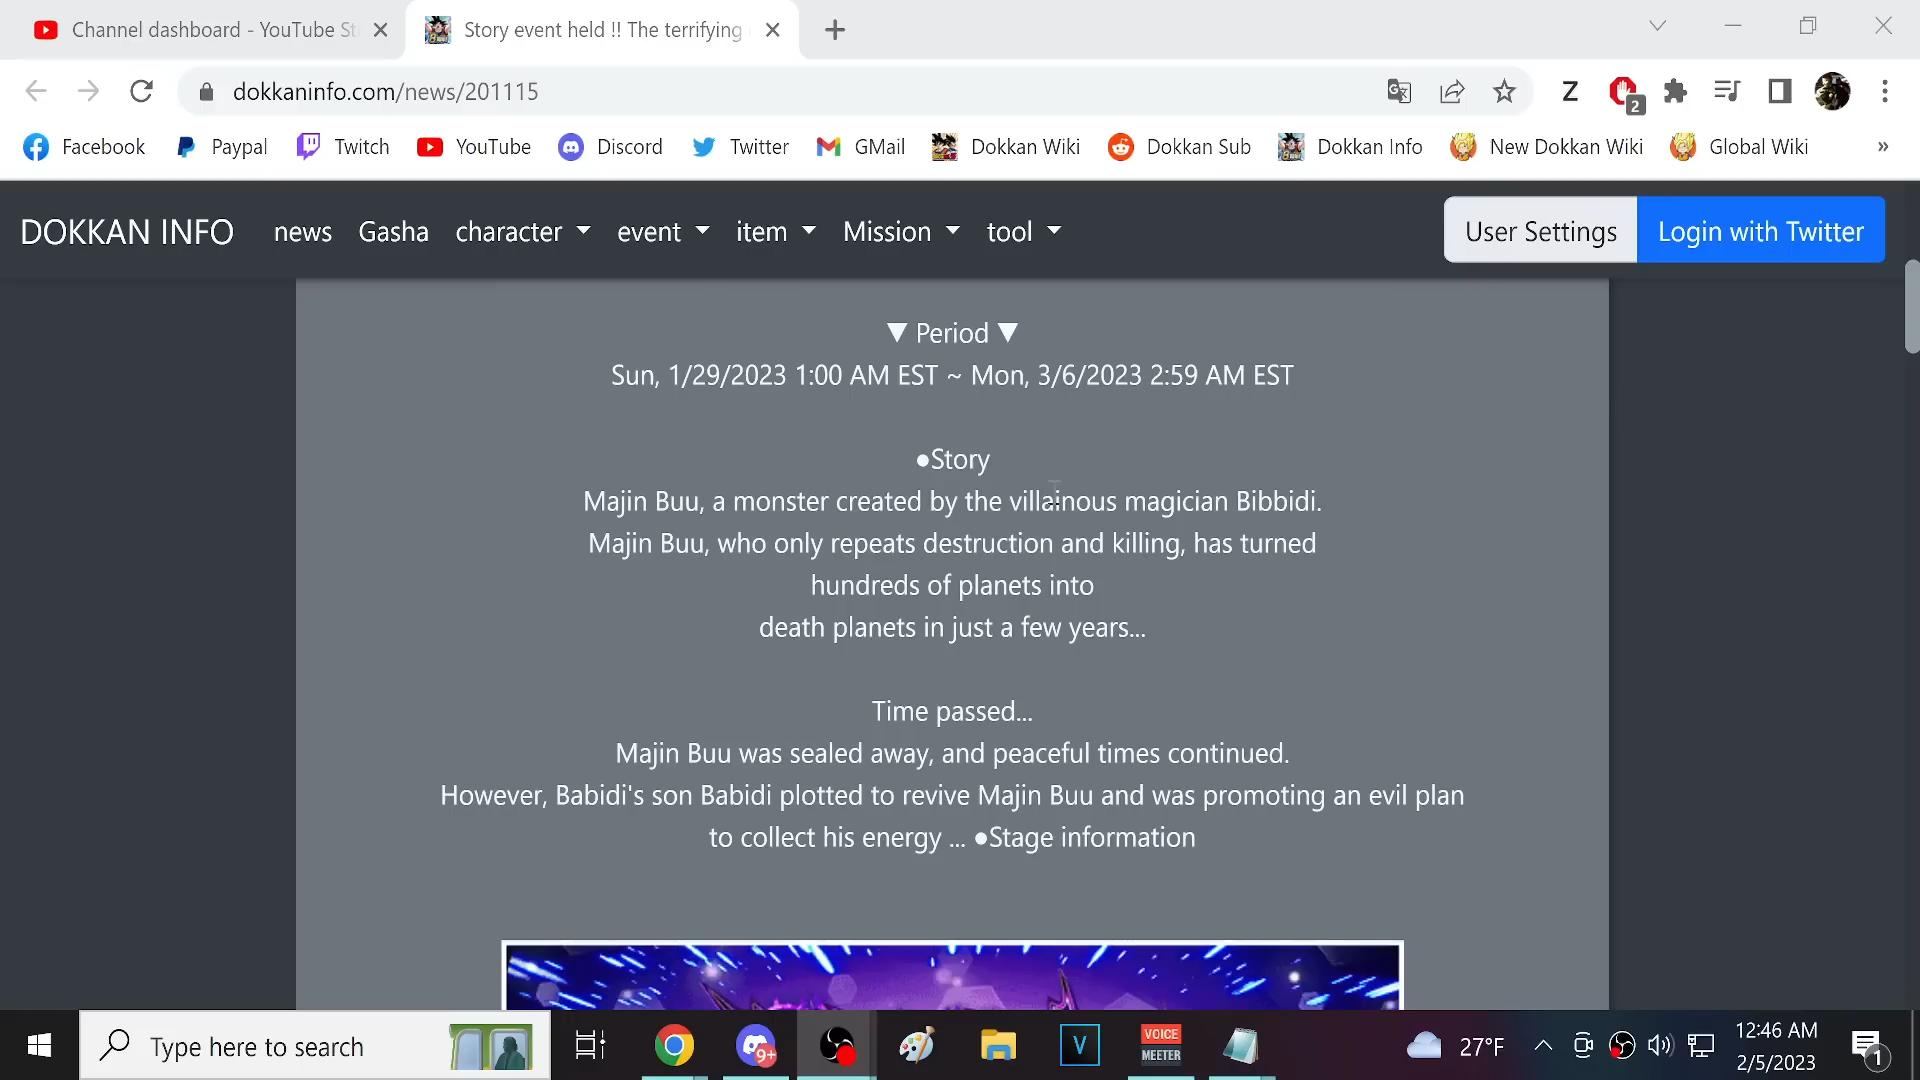 Channel dashboard - YouTube St
Story event held !! The terrifying
dokkaninfo.com/news/201115
Z
2
Facebook
Paypal
Twitch
YouTube
Discord
Twitter
GMail
Dokkan Wiki
Dokkan Sub
Dokkan Info
New Dokkan Wiki
Global Wiki
»
DOKKAN INFO
news
Gasha
character
event
item
Mission
tool
User Settings
Login with Twitter
▼ Period ▼
Sun, 1/29/2023 1:00 AM EST ~ Mon, 3/6/2023 2:59 AM EST
●Story
Majin Buu, a monster created by the villainous magician Bibbidi.
Majin Buu, who only repeats destruction and killing, has turned
hundreds of planets into
death planets in just a few years...
Time passed...
Majin Buu was sealed away, and peaceful times continued.
However, Babidi's son Babidi plotted to revive Majin Buu and was promoting an evil plan
to collect his energy ... ●Stage information
Type here to search
9+
V
VOICE
MEETER
27°F
12:46 AM
2/5/2023
1